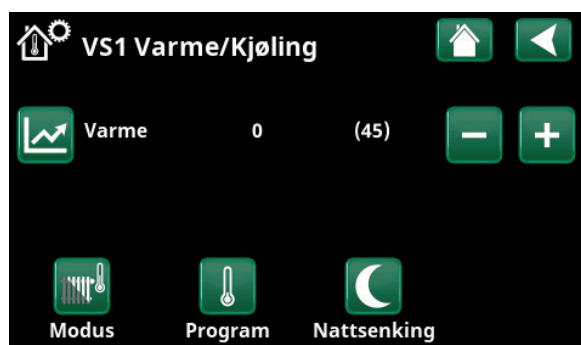 VS1 Varme/Kjøling
Varme 0 (45)
Modus Program Nattsenking